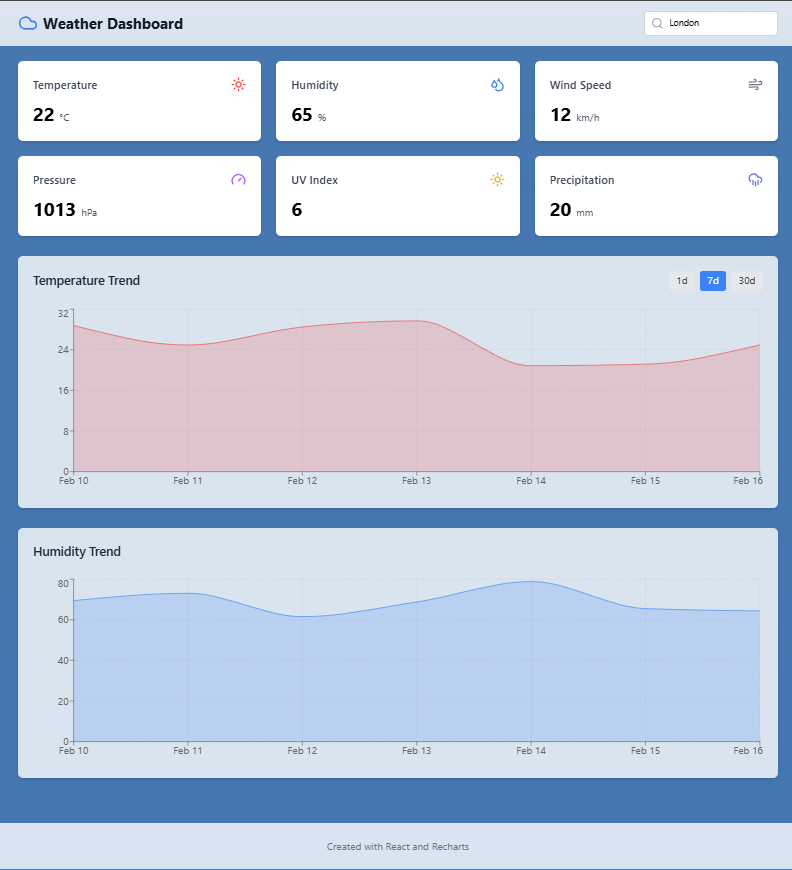 Weather Dashboard
London
Temperature
22 °C
Humidity
65 %
Wind Speed
12 km/h
Pressure
1013 hPa
UV Index
6
Precipitation
20 mm
Temperature Trend
1d 7d 30d
32
24
16
8
0
Feb 10 Feb 11 Feb 12 Feb 13 Feb 14 Feb 15 Feb 16
Humidity Trend
80
60
40
20
0
Feb 10 Feb 11 Feb 12 Feb 13 Feb 14 Feb 15 Feb 16
Created with React and Recharts